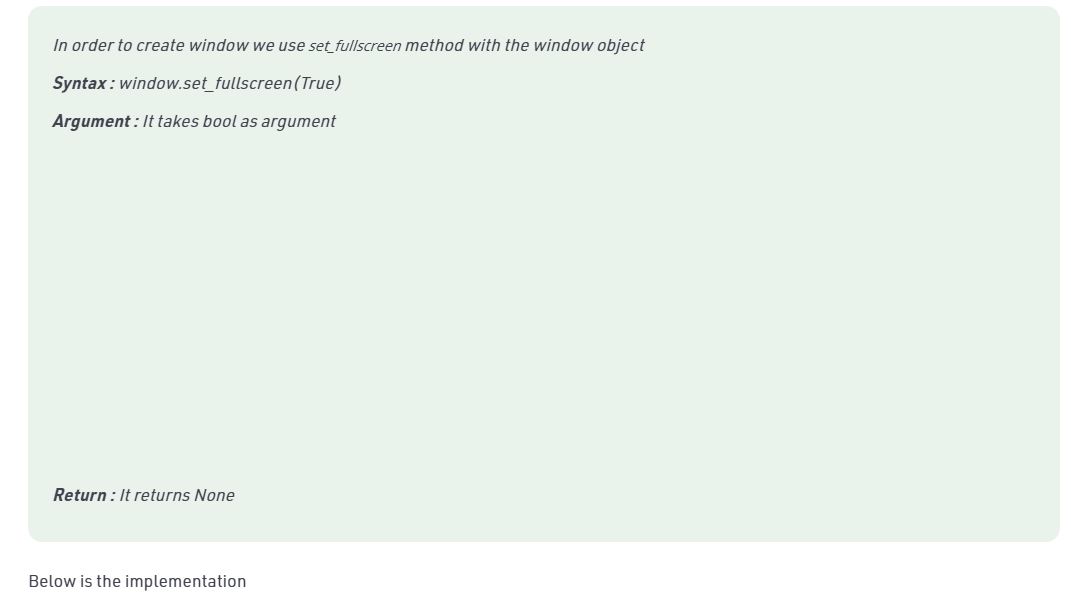 In order to create window we use set_fullscreen method with the window object
Syntax : window.set_fullscreen(True)
Argument : It takes bool as argument
Return : It returns None
Below is the implementation